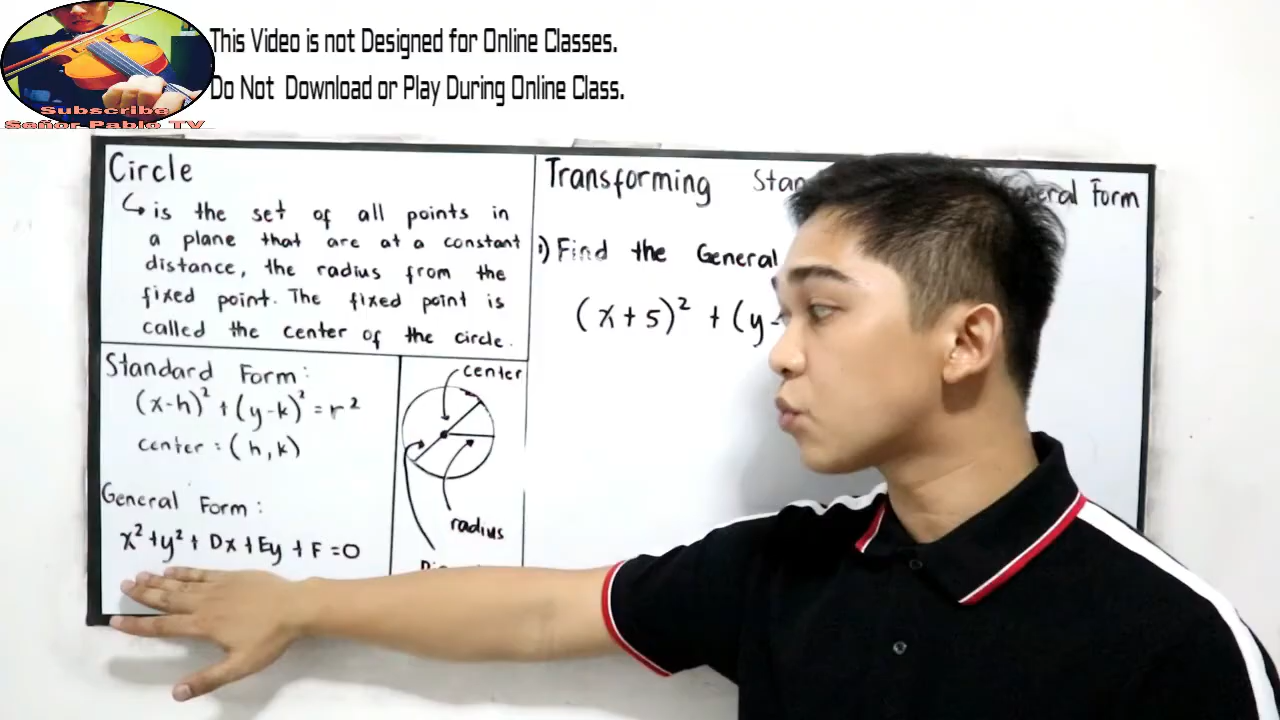 This Video is not Designed for Online Classes.
Do Not Download or Play During Online Class.
Subscribe
Señor Pablo TV
Circle
↳ is the set of all points in
a plane that are at a constant
distance, the radius from the
fixed point. The fixed point is
called the center of the circle.
Standard Form:
(x-h)² + (y-k)² = r²
center : (h, k)
General Form:
x² + y² + Dx + Ey + F = 0
center
radius
Transforming
Form
1) Find the General
(x + 5)² + (y -